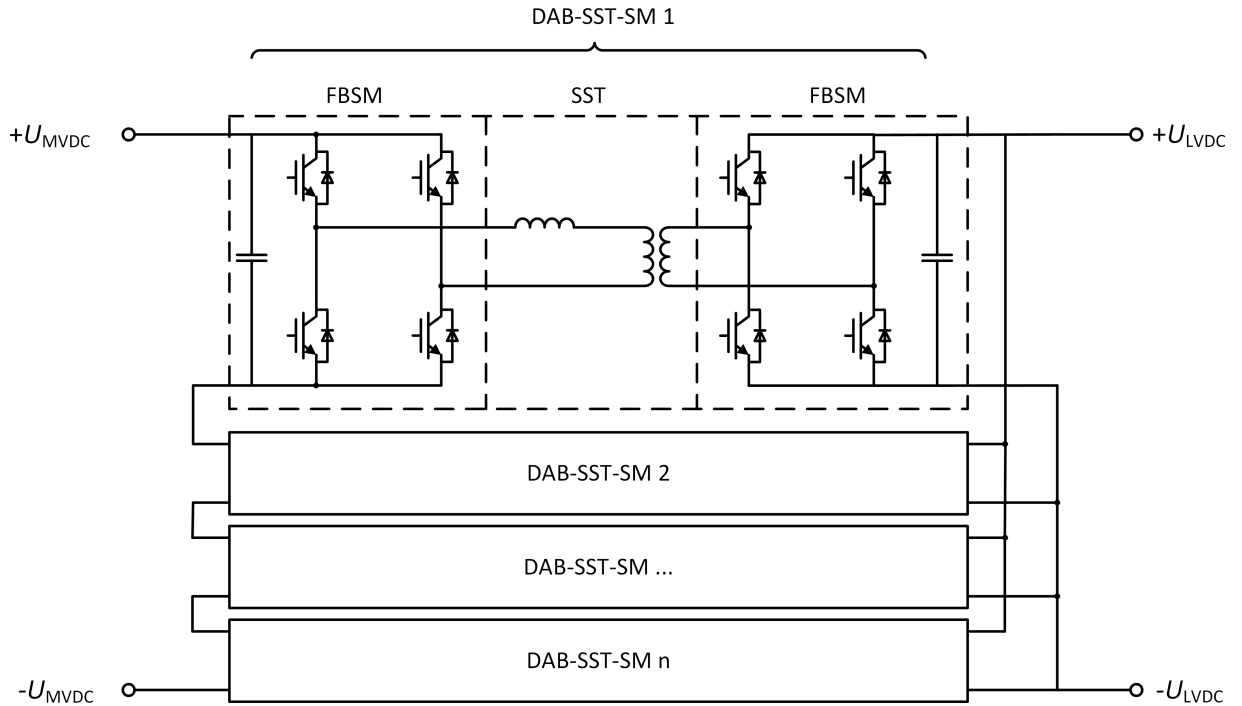 DAB-SST-SM 1
FBSM SST FBSM
+UMVDC +ULVDC
DAB-SST-SM 2
DAB-SST-SM ...
DAB-SST-SM n
-UMVDC -ULVDC